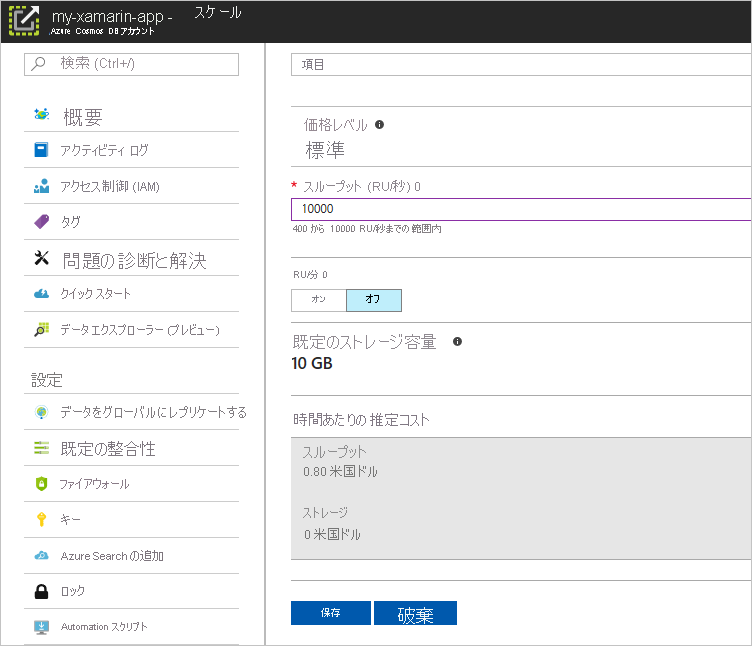 my-xamarin-app - スケール
Azure Cosmos DB アカウント
検索 (Ctrl+/)
概要
アクティビティ ログ
アクセス制御 (IAM)
タグ
問題の診断と解決
クイック スタート
データ エクスプローラー (プレビュー)
設定
データをグローバルにレプリケートする
既定の整合性
ファイアウォール
キー
Azure Search の追加
ロック
Automation スクリプト
項目
価格レベル
標準
* スループット (RU/秒) 0
10000
400 から 10000 RU/秒までの範囲内
RU/分 0
オン オフ
既定のストレージ容量
10 GB
時間あたりの推定コスト
スループット
0.80 米国ドル
ストレージ
0 米国ドル
保存 破棄